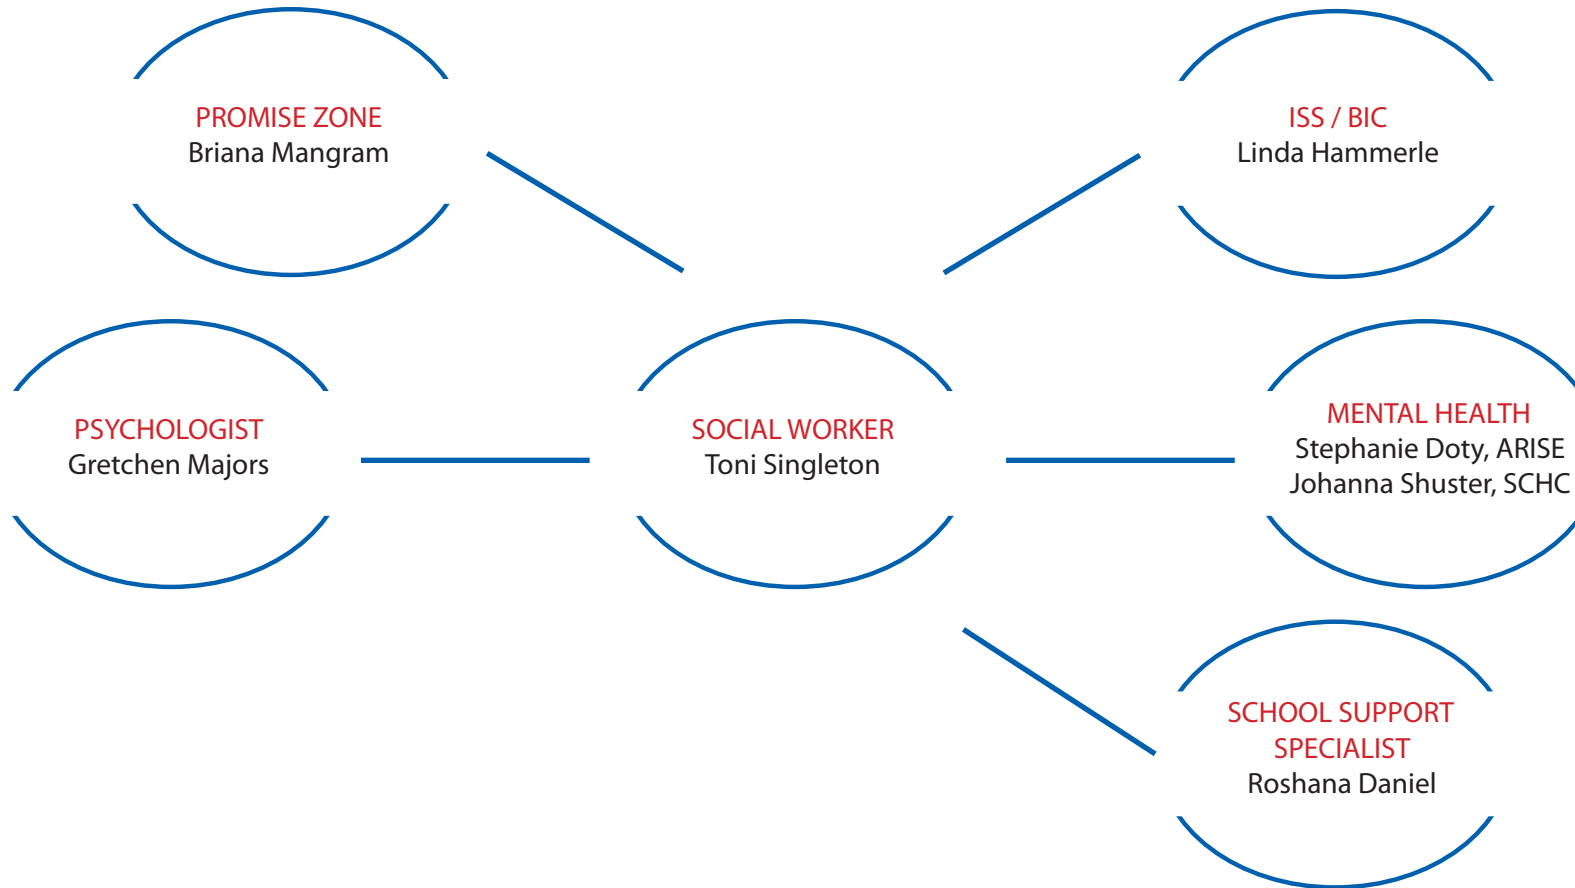 PROMISE ZONE
Briana Mangram
ISS / BIC
Linda Hammerle
PSYCHOLOGIST
Gretchen Majors
SOCIAL WORKER
Toni Singleton
MENTAL HEALTH
Stephanie Doty, ARISE
Johanna Shuster, SCHC
SCHOOL SUPPORT
SPECIALIST
Roshana Daniel